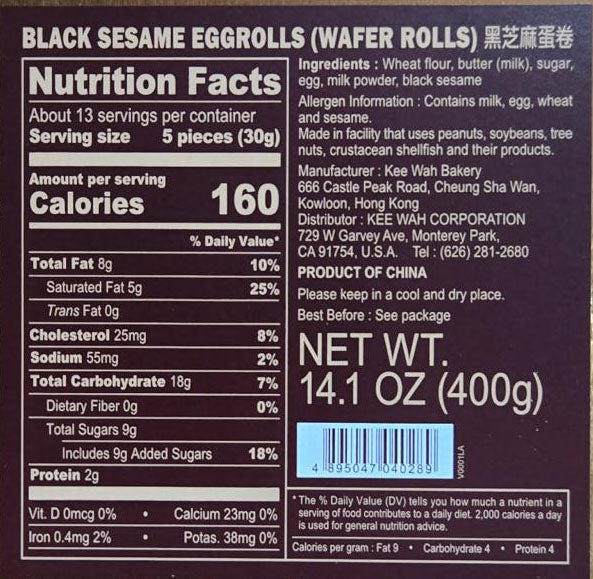 BLACK SESAME EGGROLLS (WAFER ROLLS) 黑芝麻蛋卷
Nutrition Facts
About 13 servings per container
Serving size 5 pieces (30g)
Amount per serving
Calories 160
% Daily Value*
Total Fat 8g 10%
Saturated Fat 5g 25%
Trans Fat 0g
Cholesterol 25mg 8%
Sodium 55mg 2%
Total Carbohydrate 18g 7%
Dietary Fiber 0g 0%
Total Sugars 9g
Includes 9g Added Sugars 18%
Protein 2g
Vit. D 0mcg 0% • Calcium 23mg 0%
Iron 0.4mg 2% • Potas. 38mg 0%
Ingredients : Wheat flour, butter (milk), sugar,
egg, milk powder, black sesame
Allergen Information : Contains milk, egg, wheat
and sesame.
Made in facility that uses peanuts, soybeans, tree
nuts, crustacean shellfish and their products.
Manufacturer : Kee Wah Bakery
666 Castle Peak Road, Cheung Sha Wan,
Kowloon, Hong Kong
Distributor : KEE WAH CORPORATION
729 W Garvey Ave, Monterey Park,
CA 91754, U.S.A. Tel : (626) 281-2680
PRODUCT OF CHINA
Please keep in a cool and dry place.
Best Before : See package
NET WT.
14.1 OZ (400g)
4 895047 040289
V0001LA
* The % Daily Value (DV) tells you how much a nutrient in a
serving of food contributes to a daily diet. 2,000 calories a day
is used for general nutrition advice.
Calories per gram : Fat 9 • Carbohydrate 4 • Protein 4